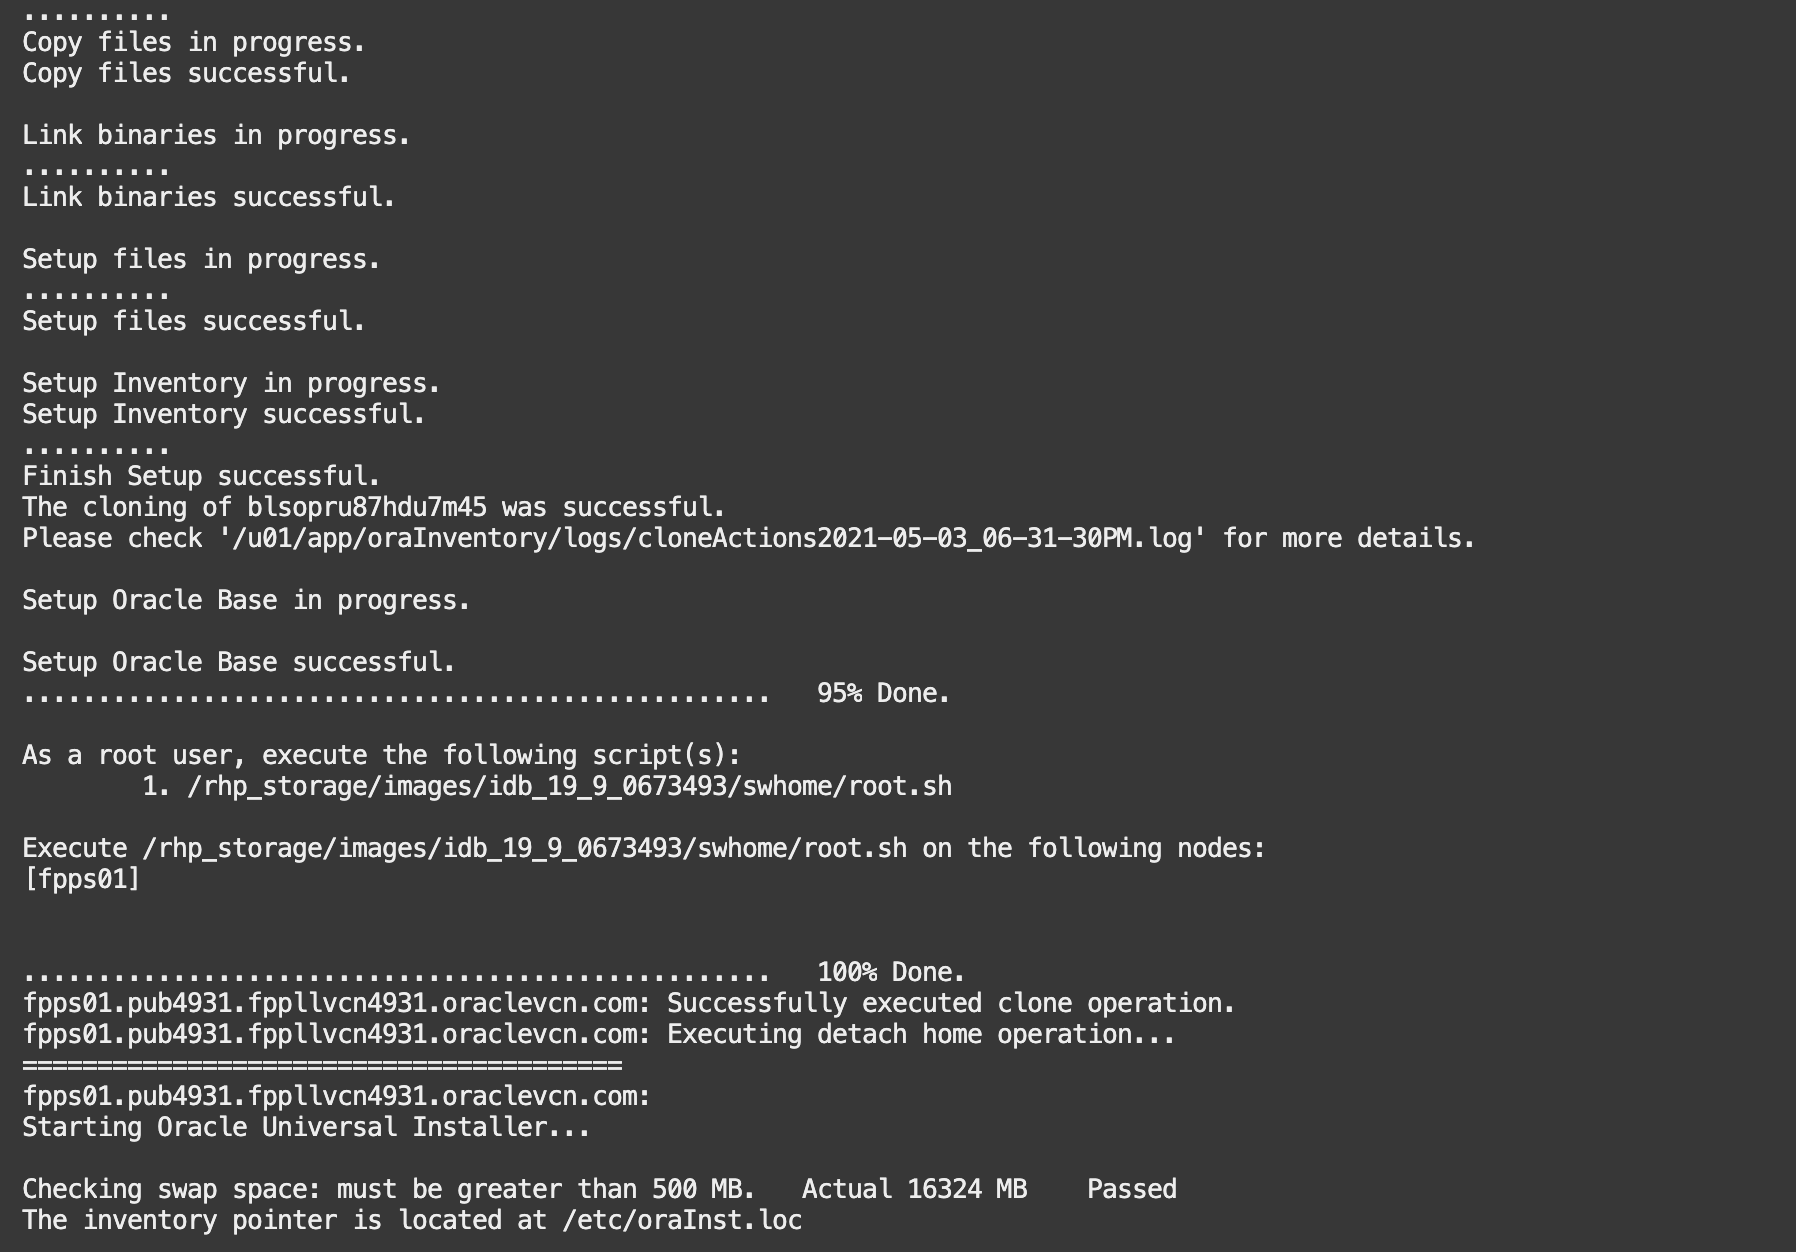 ..........
Copy files in progress.
Copy files successful.
Link binaries in progress.
..........
Link binaries successful.
Setup files in progress.
..........
Setup files successful.
Setup Inventory in progress.
Setup Inventory successful.
..........
Finish Setup successful.
The cloning of blsopru87hdu7m45 was successful.
Please check '/u01/app/oraInventory/logs/cloneActions2021-05-03_06-31-30PM.log' for more details.
Setup Oracle Base in progress.
Setup Oracle Base successful.
..................................................   95% Done.
As a root user, execute the following script(s):
        1. /rhp_storage/images/idb_19_9_0673493/swhome/root.sh
Execute /rhp_storage/images/idb_19_9_0673493/swhome/root.sh on the following nodes:
[fpps01]
..................................................   100% Done.
fpps01.pub4931.fppllvcn4931.oraclevcn.com: Successfully executed clone operation.
fpps01.pub4931.fppllvcn4931.oraclevcn.com: Executing detach home operation...
========================================
fpps01.pub4931.fppllvcn4931.oraclevcn.com:
Starting Oracle Universal Installer...
Checking swap space: must be greater than 500 MB.   Actual 16324 MB    Passed
The inventory pointer is located at /etc/oraInst.loc